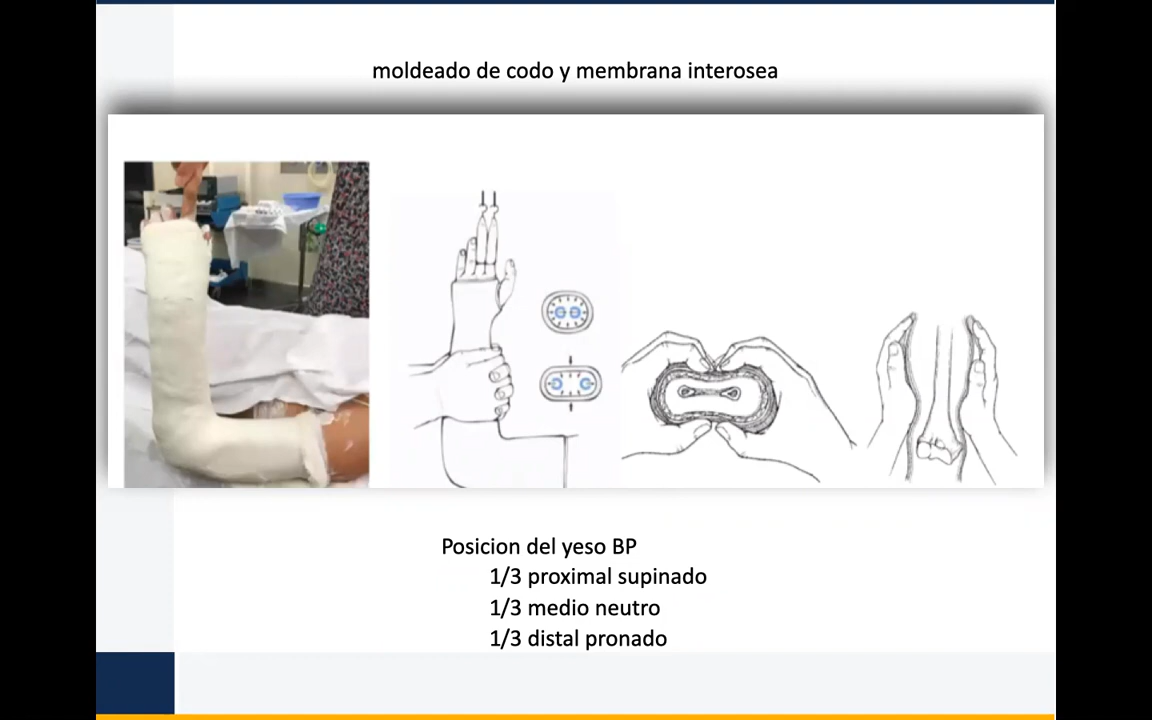 moldeado de codo y membrana interosea
Posicion del yeso BP
1/3 proximal supinado
1/3 medio neutro
1/3 distal pronado